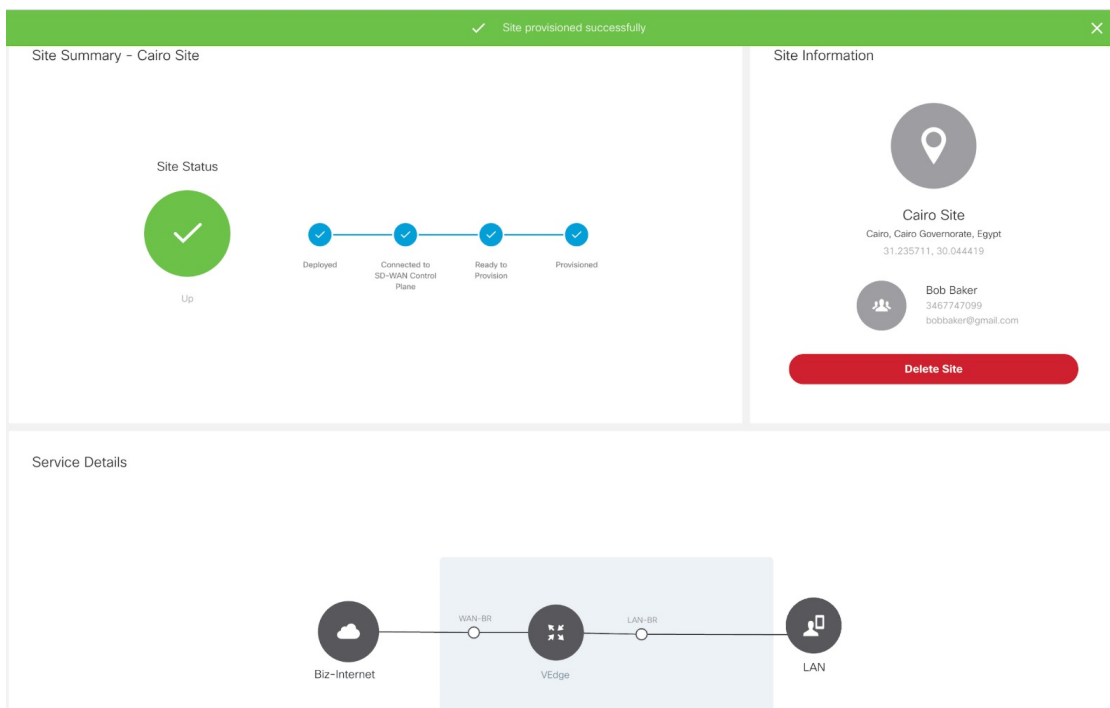 Site provisioned successfully
Site Summary - Cairo Site
Site Status
Up
Deployed
Connected to
SD-WAN Control
Plane
Ready to
Provision
Provisioned
Site Information
Cairo Site
Cairo, Cairo Governorate, Egypt
31.235711, 30.044419
Bob Baker
3467747099
bobbaker@gmail.com
Delete Site
Service Details
Biz-Internet
WAN-BR
VEdge
LAN-BR
LAN